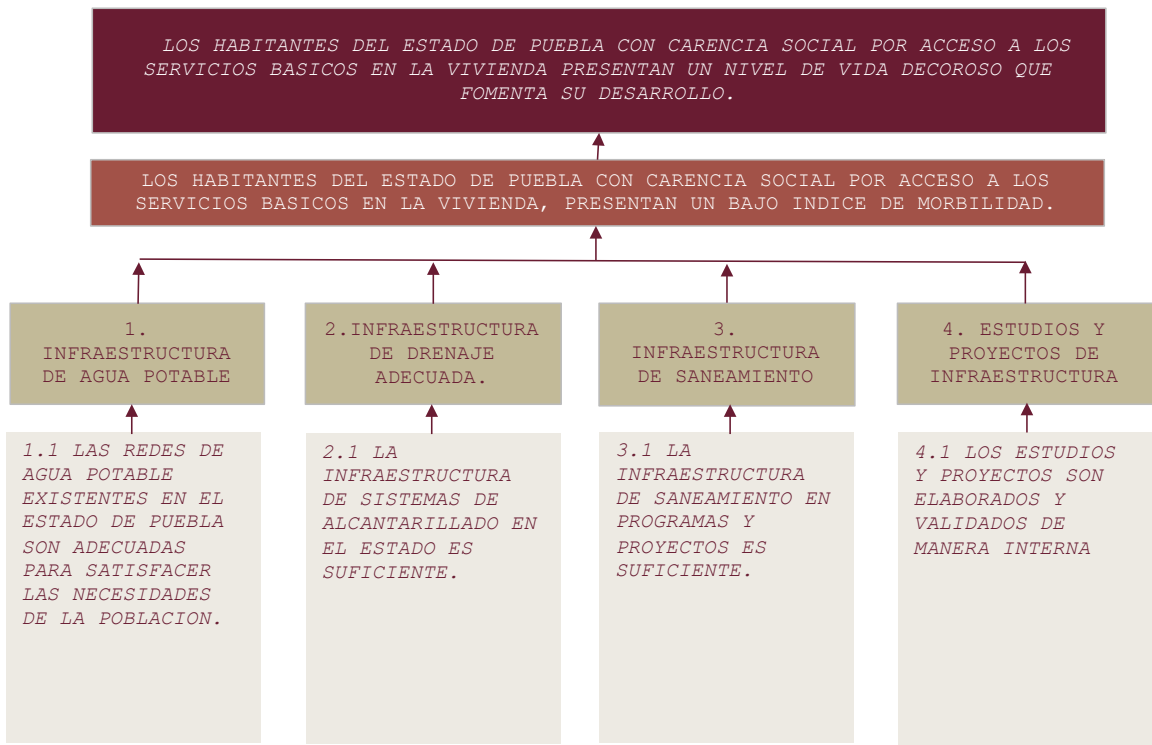 LOS HABITANTES DEL ESTADO DE PUEBLA CON CARENCIA SOCIAL POR ACCESO A LOS
SERVICIOS BASICOS EN LA VIVIENDA PRESENTAN UN NIVEL DE VIDA DECOROSO QUE
FOMENTA SU DESARROLLO.
LOS HABITANTES DEL ESTADO DE PUEBLA CON CARENCIA SOCIAL POR ACCESO A LOS
SERVICIOS BASICOS EN LA VIVIENDA, PRESENTAN UN BAJO INDICE DE MORBILIDAD.
1.
INFRAESTRUCTURA
DE AGUA POTABLE
2.INFRAESTRUCTURA
DE DRENAJE
ADECUADA.
3.
INFRAESTRUCTURA
DE SANEAMIENTO
4. ESTUDIOS Y
PROYECTOS DE
INFRAESTRUCTURA
1.1 LAS REDES DE
AGUA POTABLE
EXISTENTES EN EL
ESTADO DE PUEBLA
SON ADECUADAS
PARA SATISFACER
LAS NECESIDADES
DE LA POBLACION.
2.1 LA
INFRAESTRUCTURA
DE SISTEMAS DE
ALCANTARILLADO EN
EL ESTADO ES
SUFICIENTE.
3.1 LA
INFRAESTRUCTURA
DE SANEAMIENTO EN
PROGRAMAS Y
PROYECTOS ES
SUFICIENTE.
4.1 LOS ESTUDIOS
Y PROYECTOS SON
ELABORADOS Y
VALIDADOS DE
MANERA INTERNA